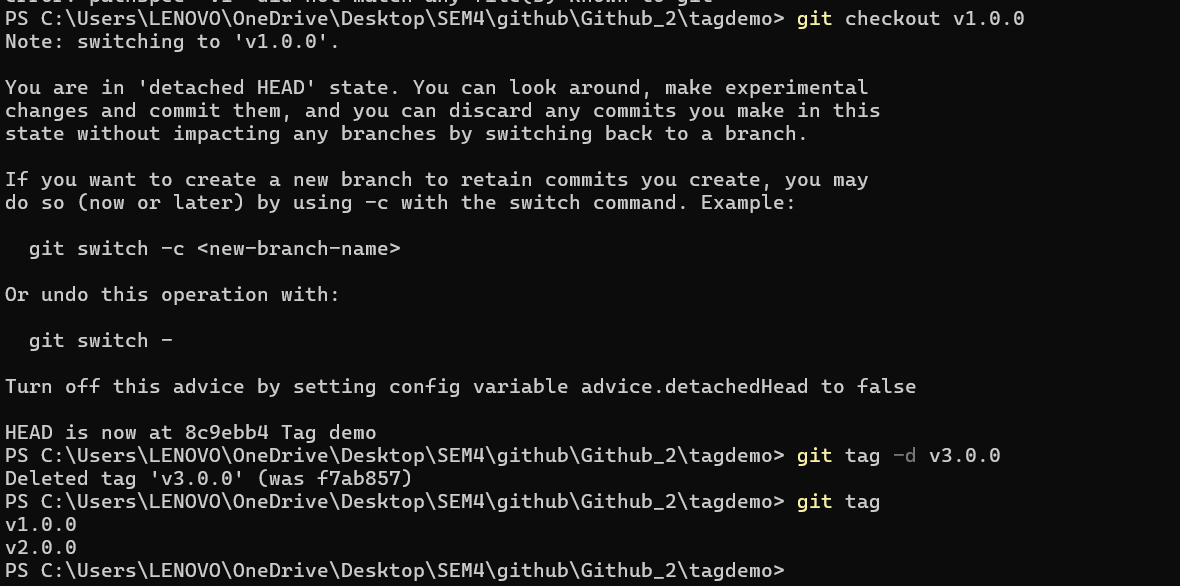 PS C:\Users\LENOVO\OneDrive\Desktop\SEM4\github\Github_2\tagdemo> git checkout v1.0.0
Note: switching to 'v1.0.0'.
You are in 'detached HEAD' state. You can look around, make experimental
changes and commit them, and you can discard any commits you make in this
state without impacting any branches by switching back to a branch.
If you want to create a new branch to retain commits you create, you may
do so (now or later) by using -c with the switch command. Example:
git switch -c <new-branch-name>
Or undo this operation with:
git switch -
Turn off this advice by setting config variable advice.detachedHead to false
HEAD is now at 8c9ebb4 Tag demo
PS C:\Users\LENOVO\OneDrive\Desktop\SEM4\github\Github_2\tagdemo> git tag -d v3.0.0
Deleted tag 'v3.0.0' (was f7ab857)
PS C:\Users\LENOVO\OneDrive\Desktop\SEM4\github\Github_2\tagdemo> git tag
v1.0.0
v2.0.0
PS C:\Users\LENOVO\OneDrive\Desktop\SEM4\github\Github_2\tagdemo>